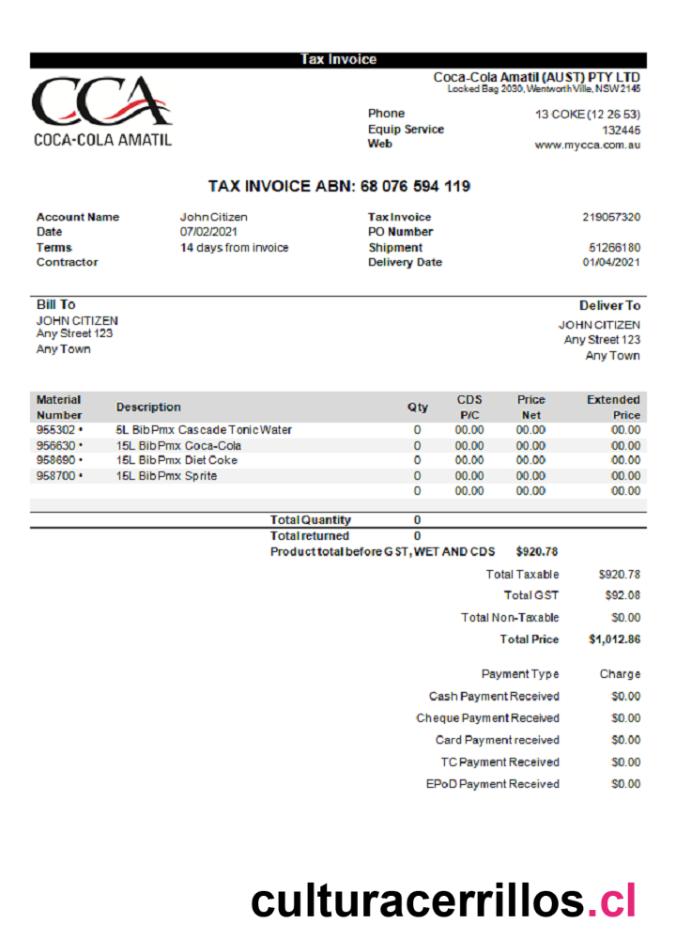 Tax Invoice
CCA
COCA-COLA AMATIL
Coca-Cola Amatil (AUST) PTY LTD
Locked Bag 2030, Wentworth Ville, NSW 2145
Phone 13 COKE (12 26 53)
Equip Service 132445
Web www.mycca.com.au
TAX INVOICE ABN: 68 076 594 119
Account Name John Citizen Tax Invoice 219057320
Date 07/02/2021 PO Number
Terms 14 days from invoice Shipment 51266180
Contractor Delivery Date 01/04/2021
Bill To Deliver To
JOHN CITIZEN JOHN CITIZEN
Any Street 123 Any Street 123
Any Town Any Town
Material Number Description Qty CDS P/C Price Net Extended Price
955302 • 5L Bib Pmx Cascade Tonic Water 0 00.00 00.00 00.00
956630 • 15L Bib Pmx Coca-Cola 0 00.00 00.00 00.00
958690 • 15L Bib Pmx Diet Coke 0 00.00 00.00 00.00
958700 • 15L Bib Pmx Sprite 0 00.00 00.00 00.00
0 00.00 00.00 00.00
Total Quantity 0
Total returned 0
Product total before GST, WET AND CDS $920.78
Total Taxable $920.78
Total GST $92.08
Total Non-Taxable $0.00
Total Price $1,012.86
Payment Type Charge
Cash Payment Received $0.00
Cheque Payment Received $0.00
Card Payment received $0.00
TC Payment Received $0.00
EPoD Payment Received $0.00
culturacerrillos.cl